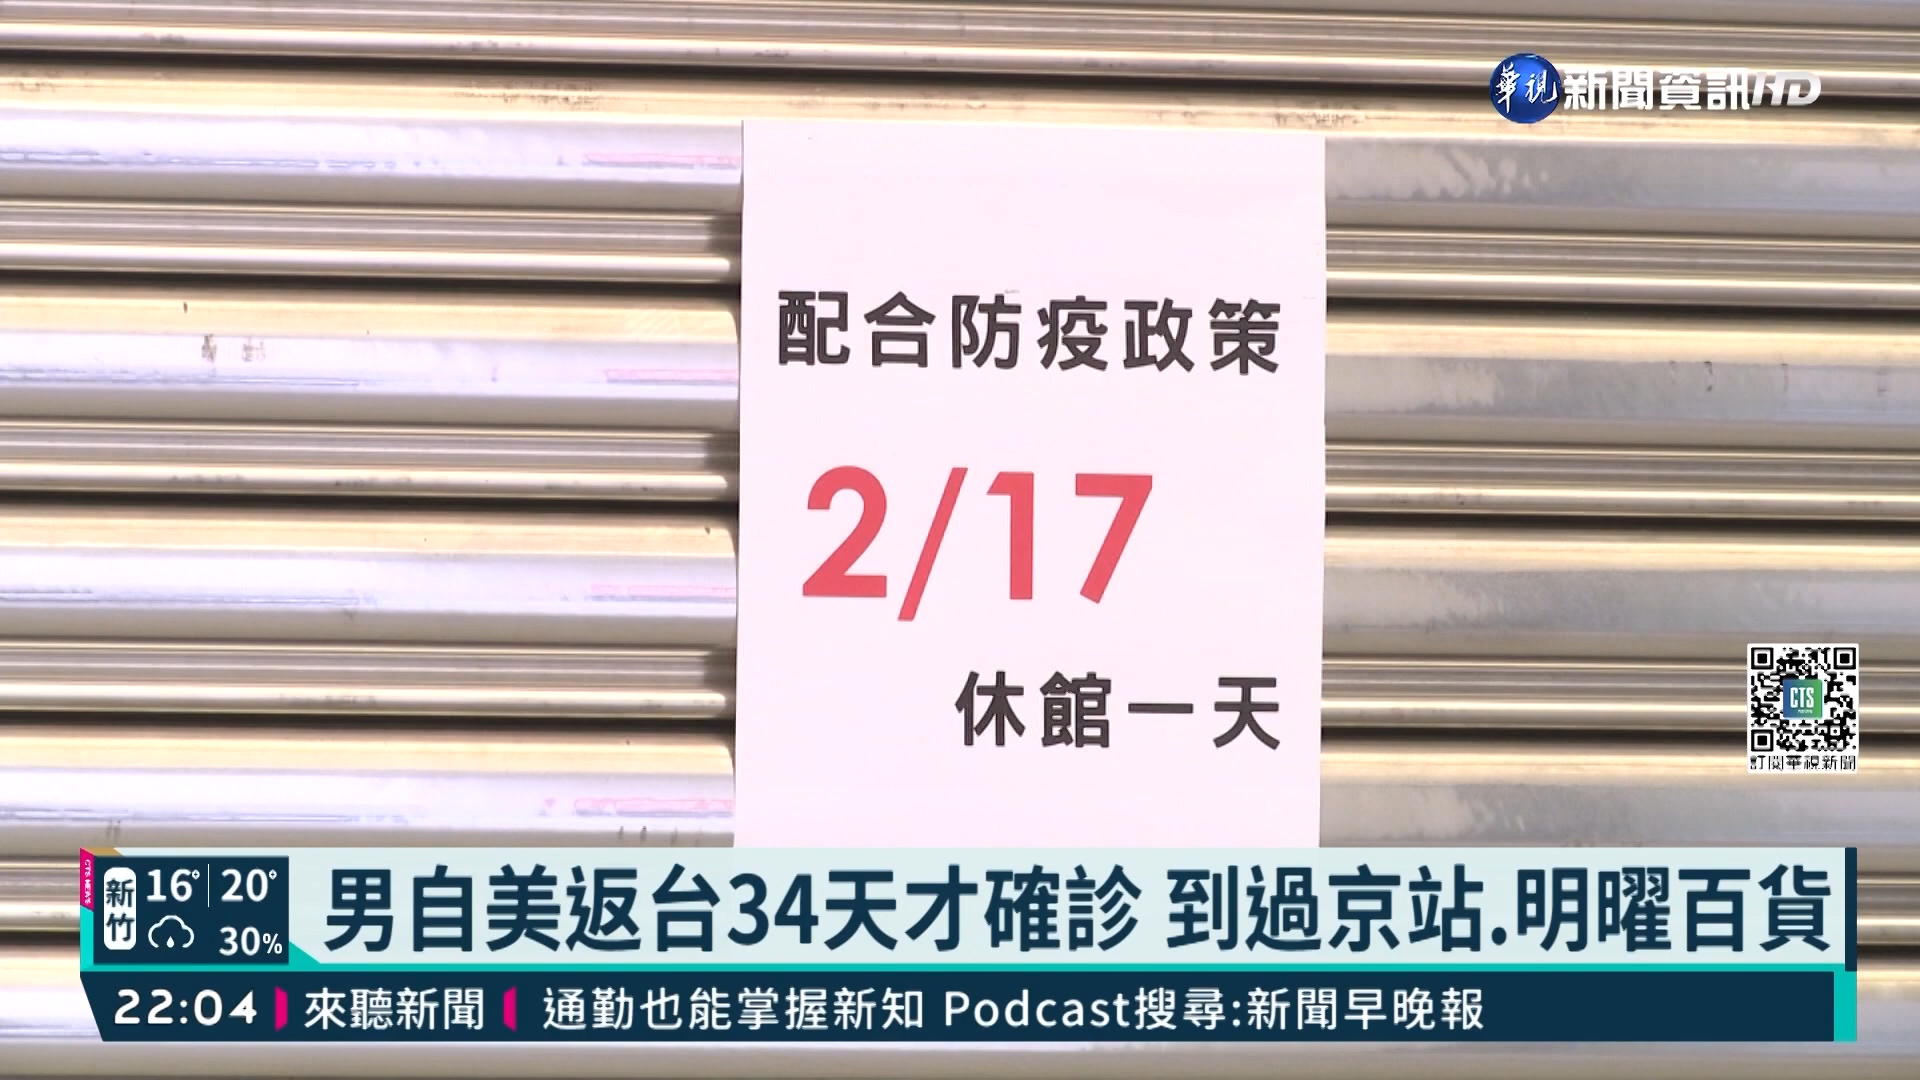 華視新聞資訊HD
配合防疫政策
2/17
休館一天
CTS
訂閱華視新聞
CTS NEWS
新竹
16° 20°
30%
男自美返台34天才確診 到過京站.明曜百貨
22:04 來聽新聞 通勤也能掌握新知 Podcast搜尋:新聞早晚報